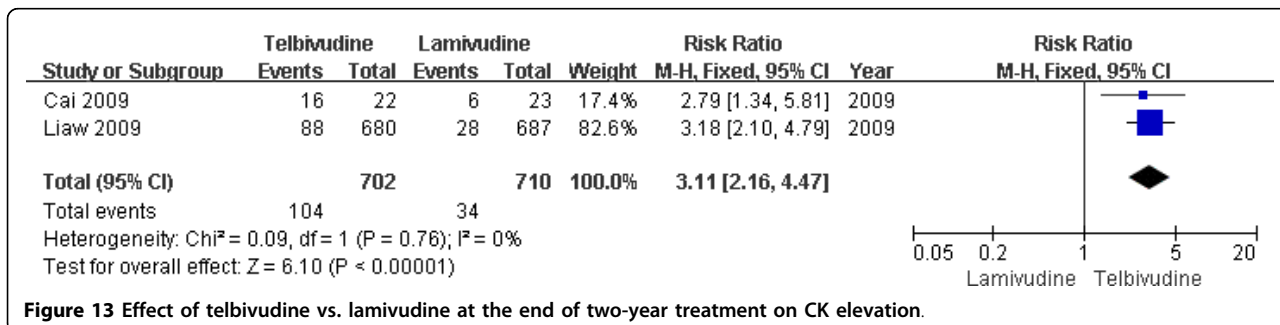 Telbivudine Lamivudine Risk Ratio Risk Ratio
Study or Subgroup Events Total Events Total Weight M-H, Fixed, 95% CI Year M-H, Fixed, 95% CI
Cai 2009 16 22 6 23 17.4% 2.79 [1.34, 5.81] 2009
Liaw 2009 88 680 28 687 82.6% 3.18 [2.10, 4.79] 2009
Total (95% CI) 702 710 100.0% 3.11 [2.16, 4.47]
Total events 104 34
Heterogeneity: Chi² = 0.09, df = 1 (P = 0.76); I² = 0%
Test for overall effect: Z = 6.10 (P < 0.00001)
0.05 0.2 1 5 20
Lamivudine Telbivudine
Figure 13 Effect of telbivudine vs. lamivudine at the end of two-year treatment on CK elevation.